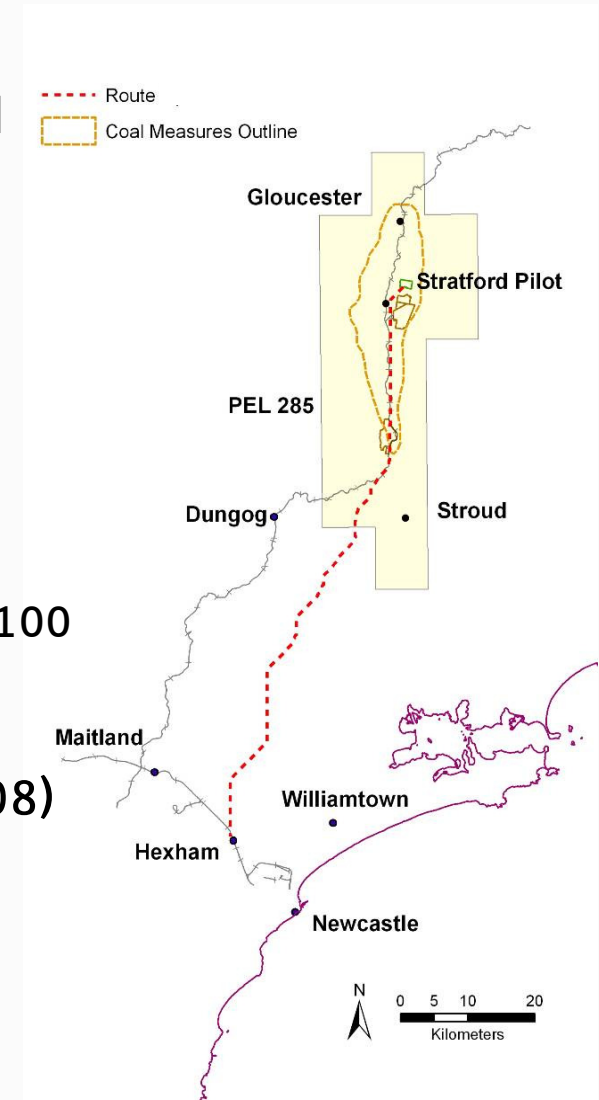 Route
Coal Measures Outline
Gloucester
Stratford Pilot
PEL 285
Dungog
Stroud
100
Maitland
08)
Williamtown
Hexham
Newcastle
N
0 5 10 20
Kilometers